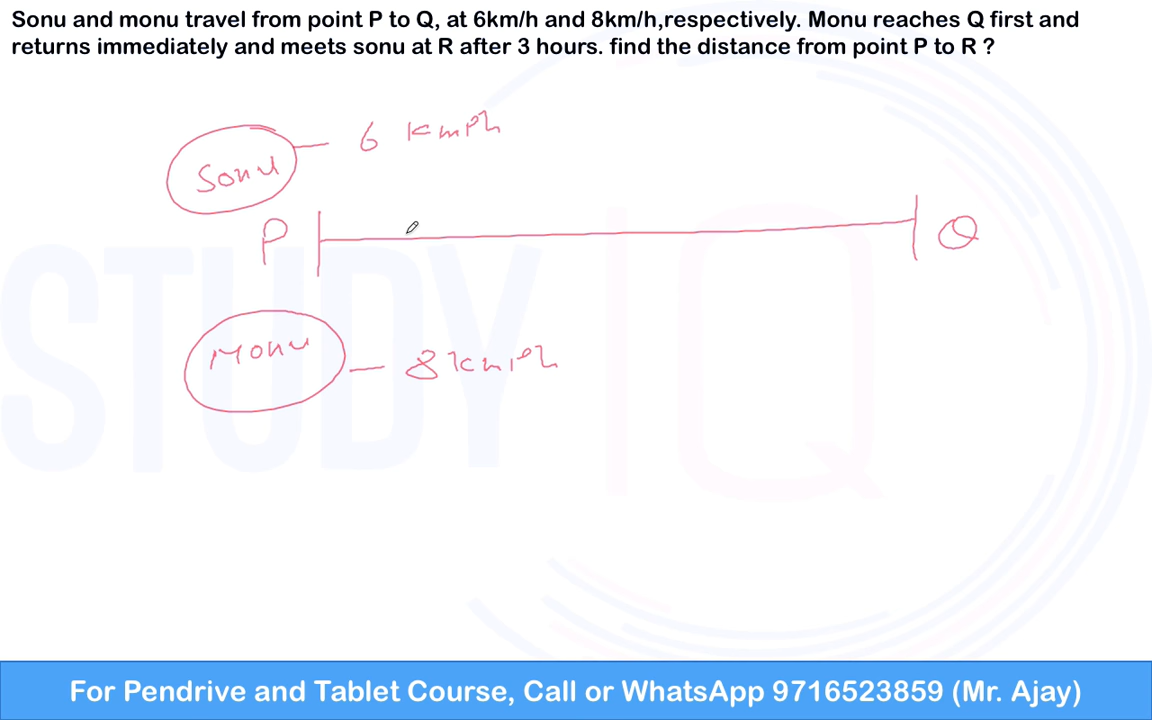 Sonu and monu travel from point P to Q, at 6km/h and 8km/h,respectively. Monu reaches Q first and
returns immediately and meets sonu at R after 3 hours. find the distance from point P to R ?
Sonu — 6 kmph
P Q
Monu — 8 kmph
STUDY IQ
For Pendrive and Tablet Course, Call or WhatsApp 9716523859 (Mr. Ajay)